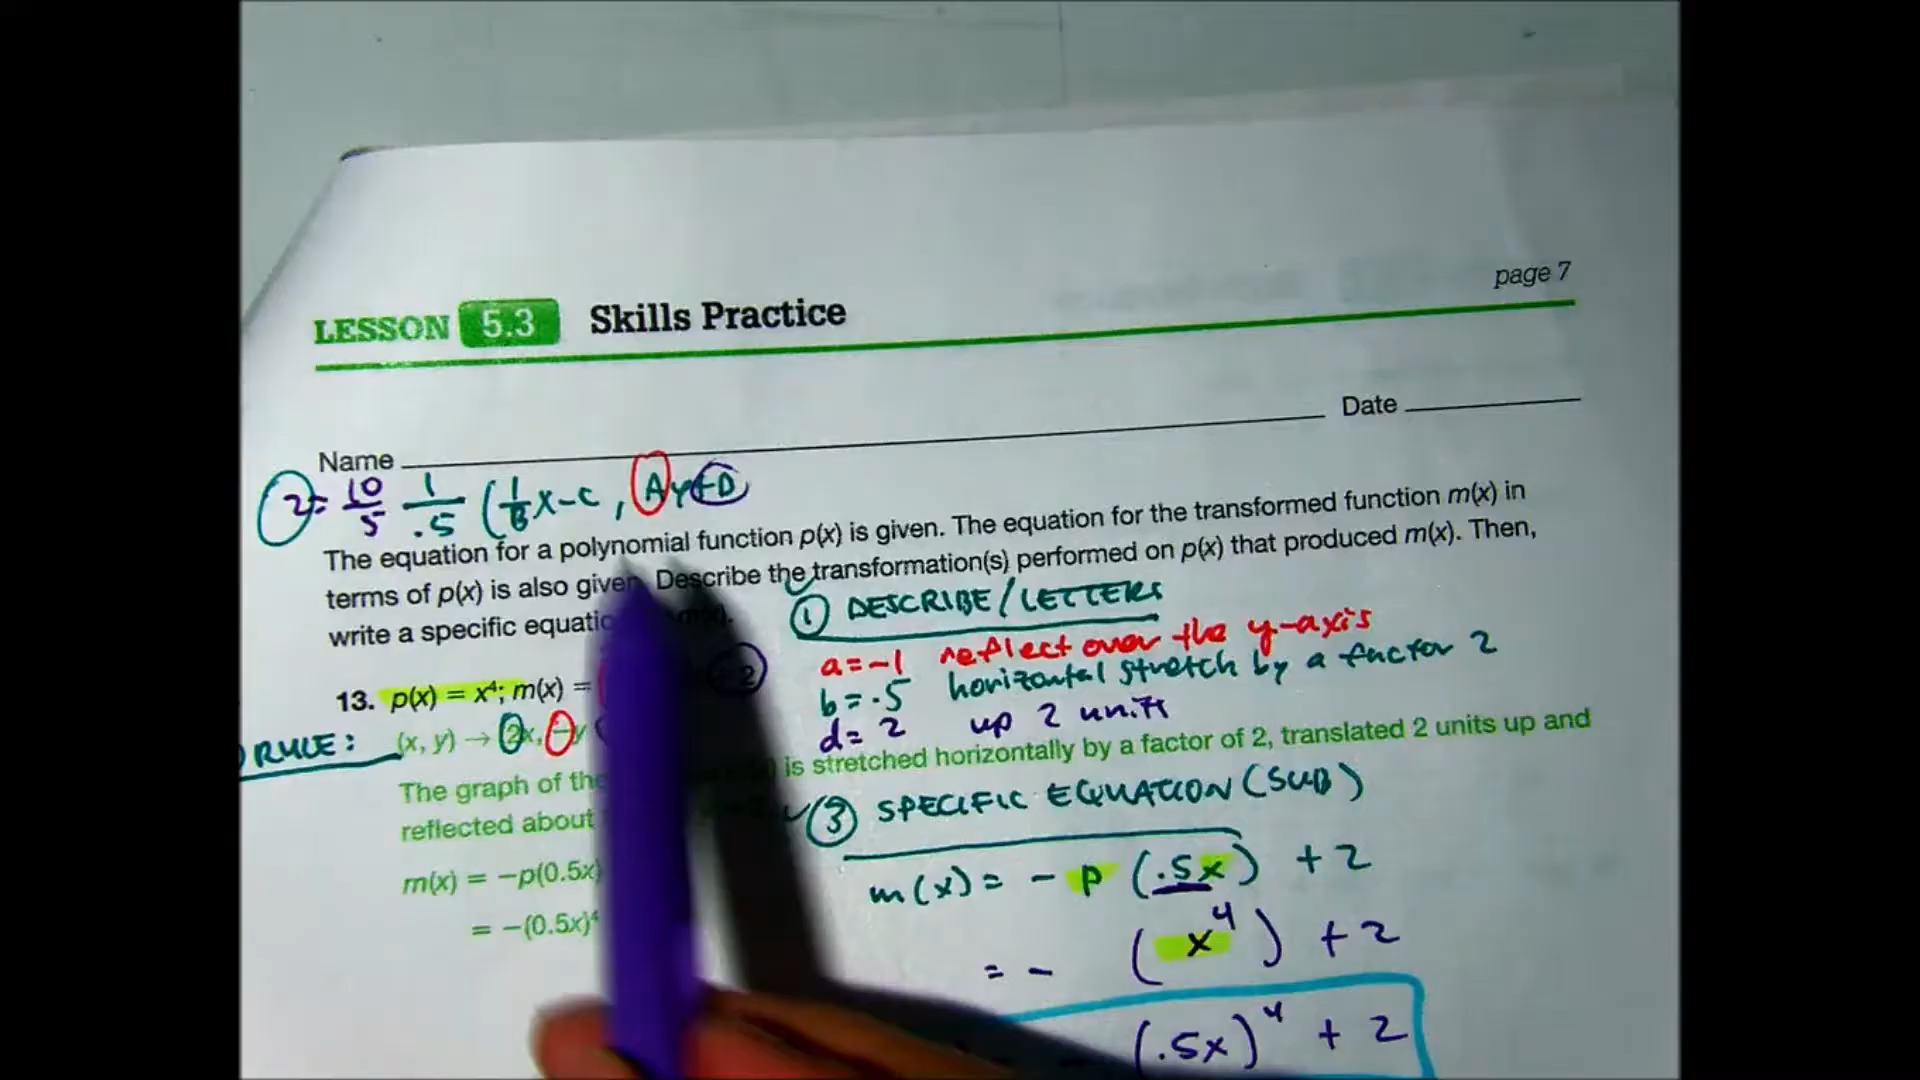 page 7
LESSON 5.3 Skills Practice
Name Date
2 = 10/5 1/.5 (1/B x - C, Ay + D
The equation for a polynomial function p(x) is given. The equation for the transformed function m(x) in
terms of p(x) is also given. Describe the transformation(s) performed on p(x) that produced m(x). Then,
write a specific
① DESCRIBE/LETTERS
a = -1 reflect over the y-axis
b = .5 horizontal stretch by a factor 2
d = 2 up 2 units
13. p(x) = x⁴; m(x) =
RULE: (x, y) → 2x, -y
The graph of the is stretched horizontally by a factor of 2, translated 2 units up and
reflected about
③ SPECIFIC EQUATION (SUB)
m(x) = -p(0.5x)
= -(0.5x)⁴
m(x) = - p (.5x) + 2
= - (x⁴) + 2
- (.5x)⁴ + 2